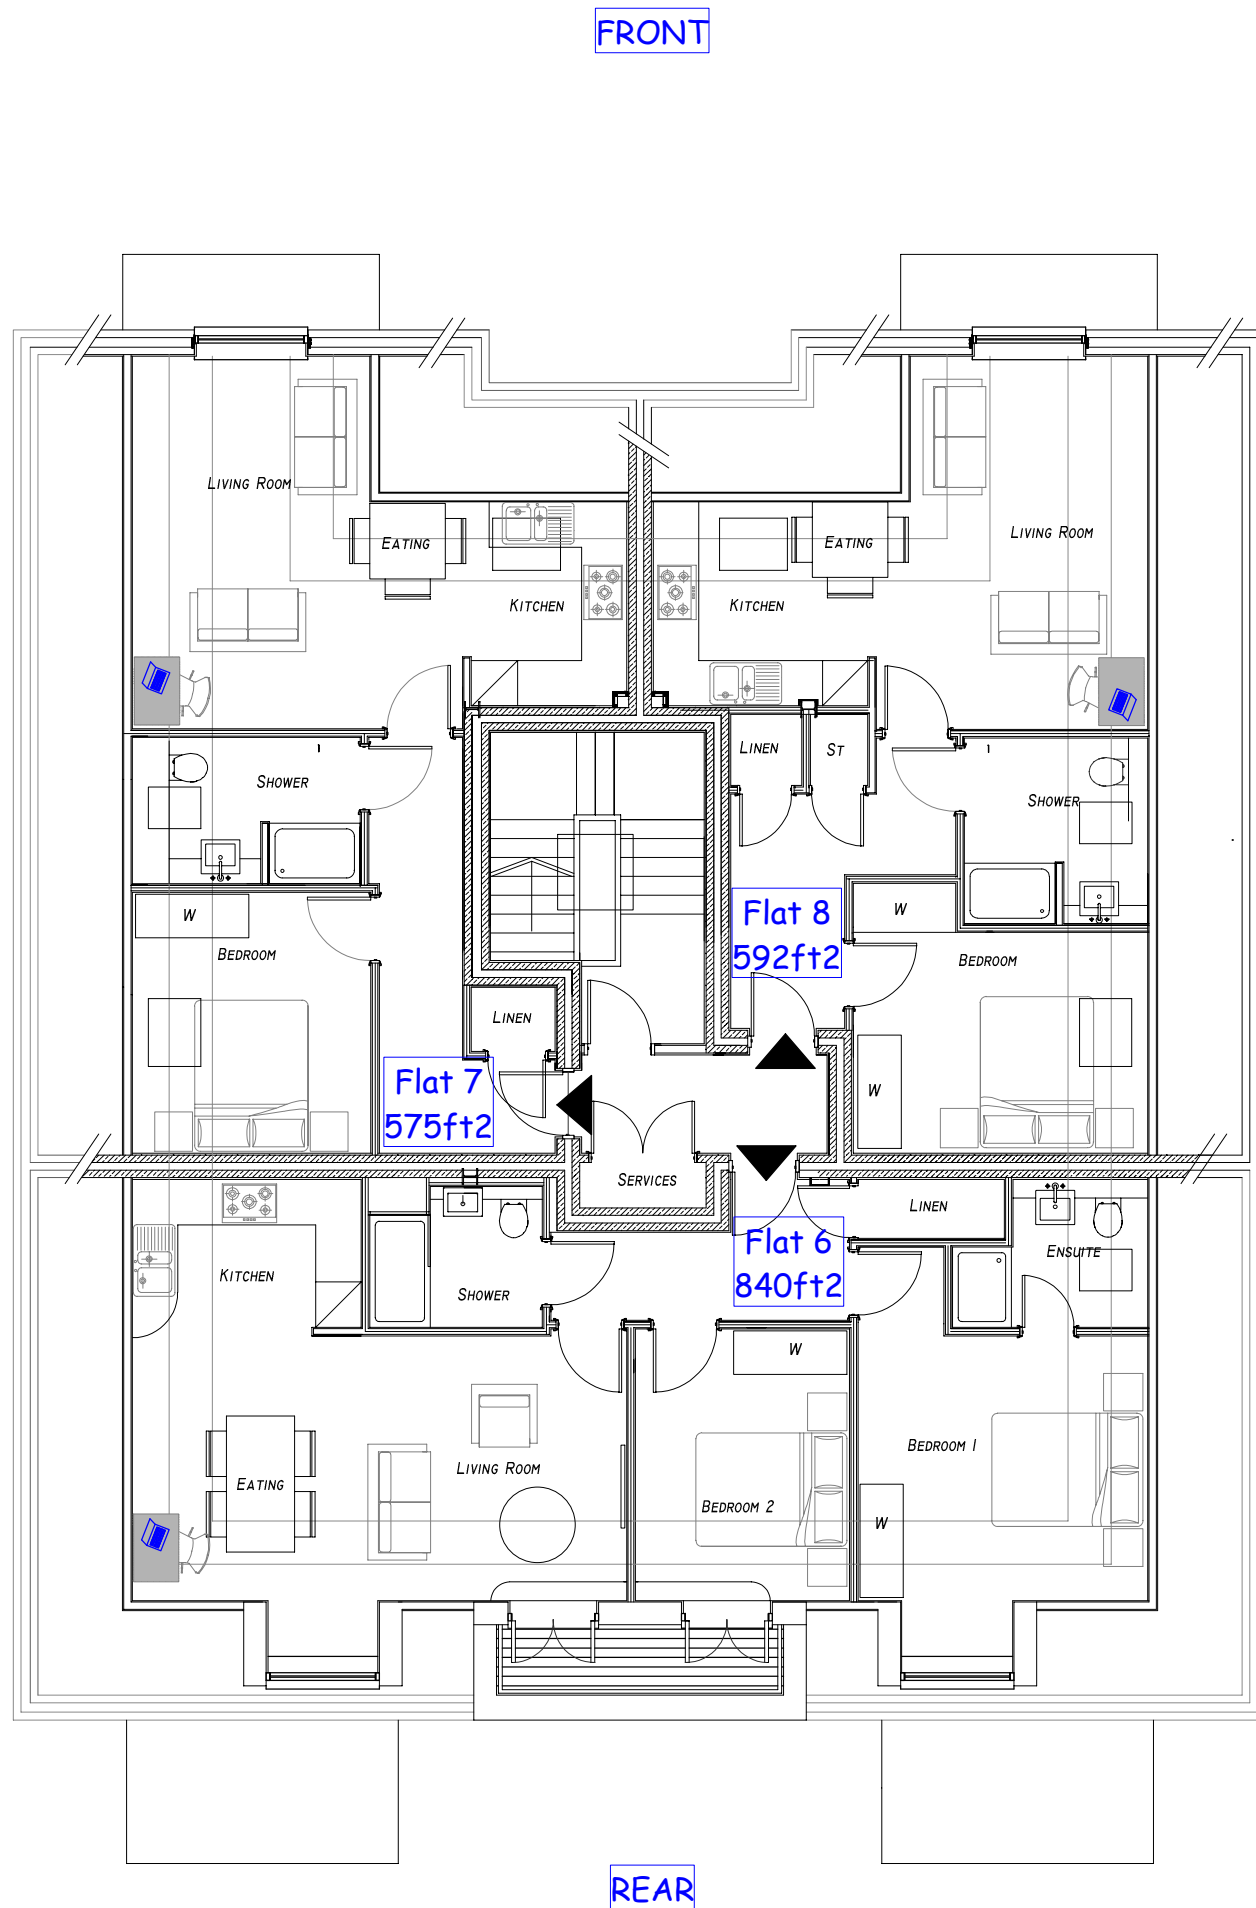 FRONT
LIVING ROOM
EATING
KITCHEN
KITCHEN
EATING
LIVING ROOM
SHOWER
LINEN
ST
SHOWER
W
BEDROOM
Flat 8
592ft2
W
BEDROOM
LINEN
Flat 7
575ft2
W
SERVICES
LINEN
Flat 6
840ft2
ENSUITE
KITCHEN
SHOWER
W
EATING
LIVING ROOM
BEDROOM 2
BEDROOM 1
W
REAR